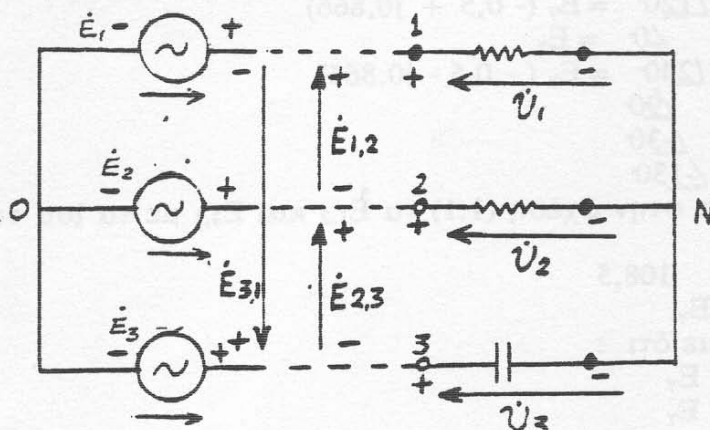 Ė₁ - ~ + - 1 +
U̇₁ -
Ė₁,₂ +
Ė₂ - ~ + - 2 +
O N
U̇₂ -
Ė₃,₁ Ė₂,₃ +
Ė₃ - ~ + + - 3 +
U̇₃ -